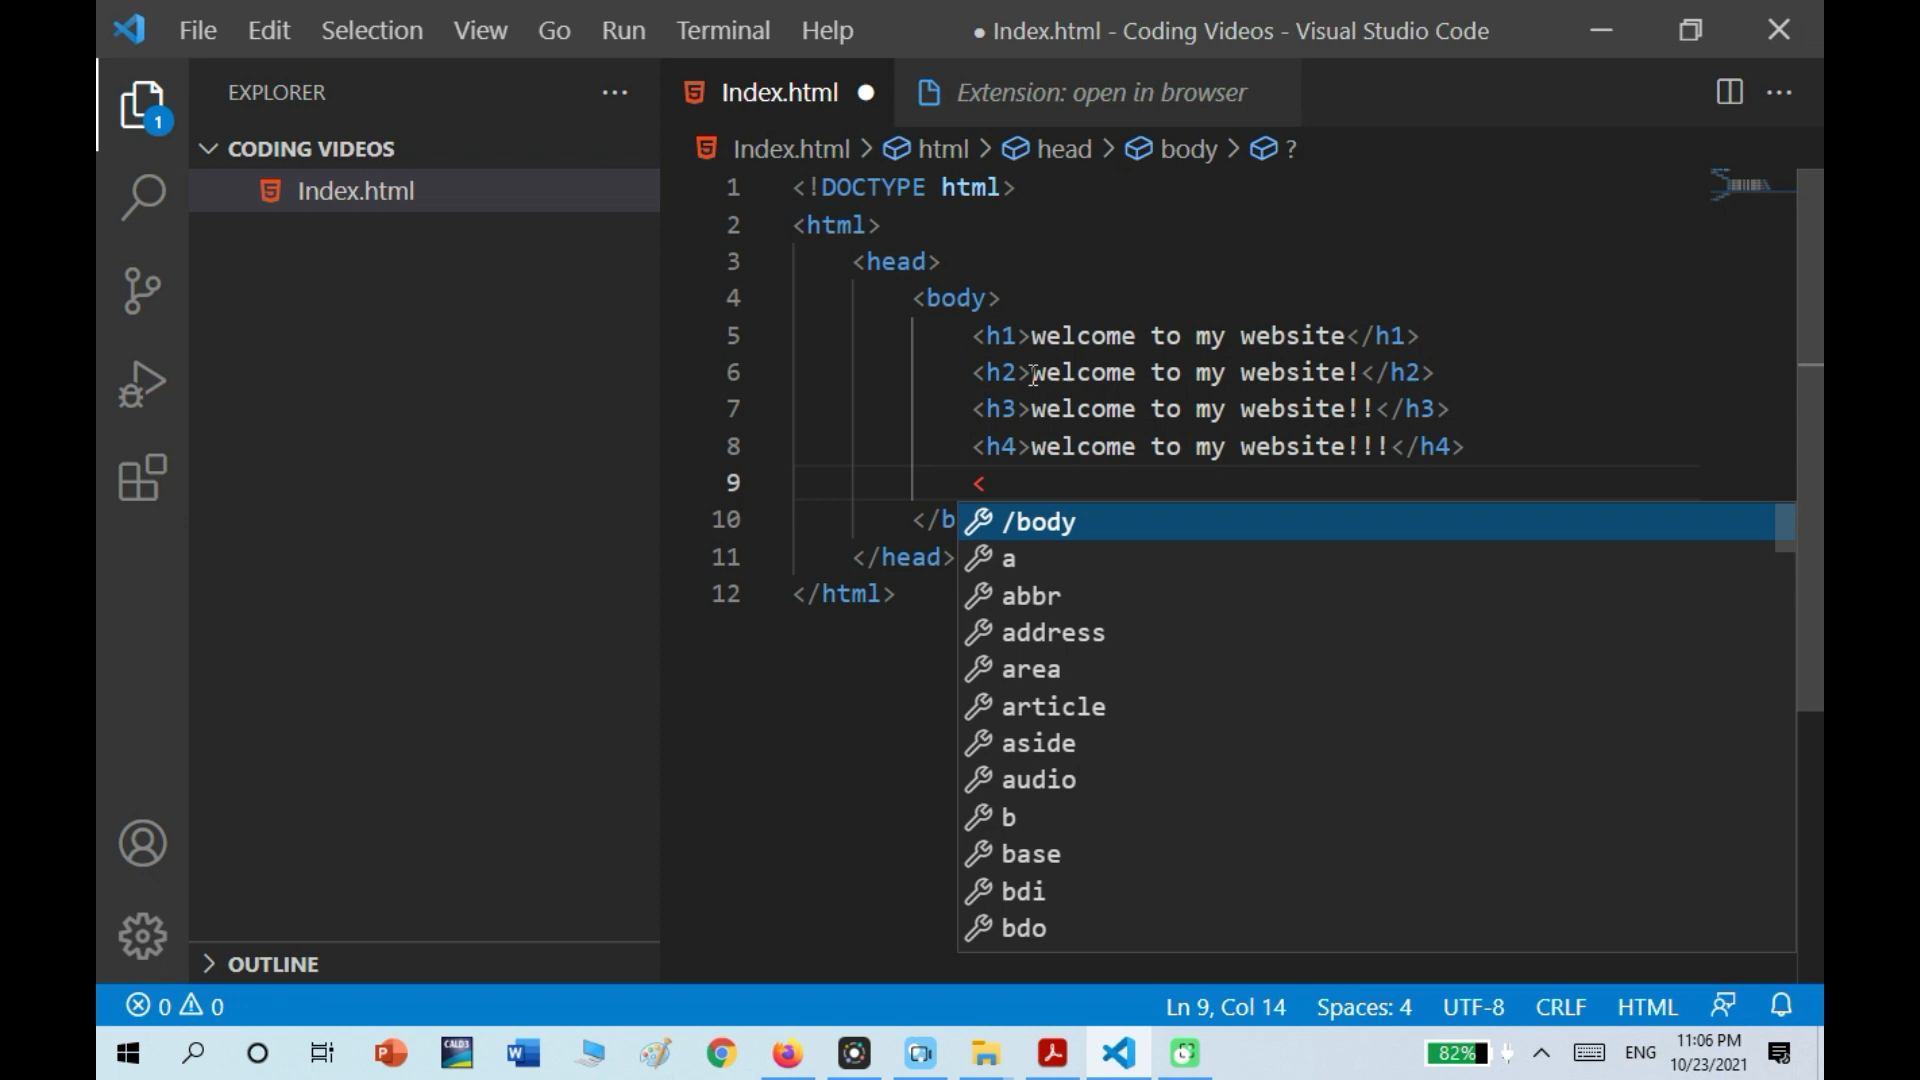 File Edit Selection View Go Run Terminal Help ● Index.html - Coding Videos - Visual Studio Code
EXPLORER ···
1
CODING VIDEOS
Index.html
OUTLINE
Index.html ● Extension: open in browser ···
Index.html > html > head > body > ?
1 <!DOCTYPE html>
2 <html>
3 <head>
4 <body>
5 <h1>welcome to my website</h1>
6 <h2>welcome to my website!</h2>
7 <h3>welcome to my website!!</h3>
8 <h4>welcome to my website!!!</h4>
9 <
10 </b
11 </head>
12 </html>
/body
a
abbr
address
area
article
aside
audio
b
base
bdi
bdo
0 0 Ln 9, Col 14 Spaces: 4 UTF-8 CRLF HTML
CALD3 82% ENG 11:06 PM
10/23/2021